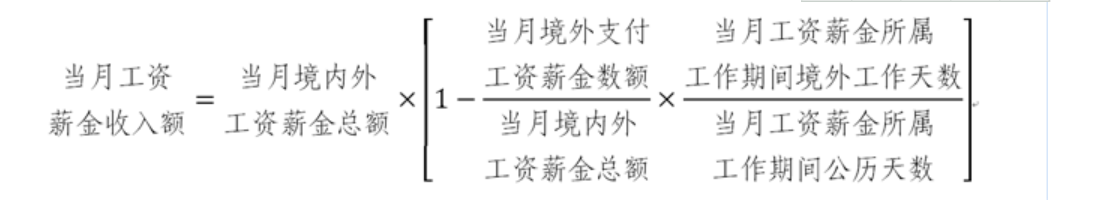 当月工资
薪金收入额
=
当月境内外
工资薪金总额
×
[
1 −
当月境外支付
工资薪金数额
当月境内外
工资薪金总额
×
当月工资薪金所属
工作期间境外工作天数
当月工资薪金所属
工作期间公历天数
]